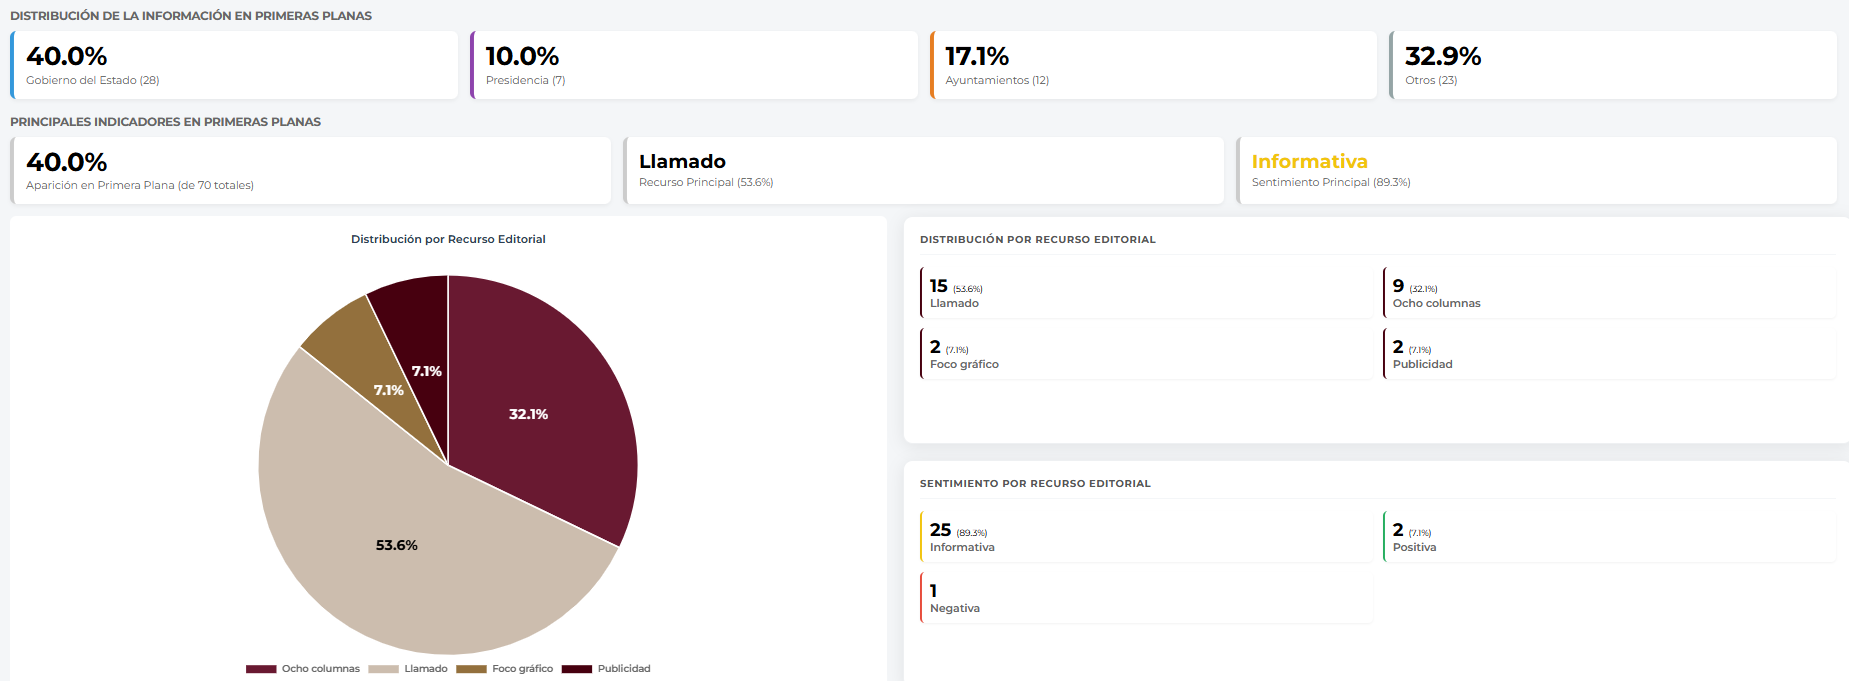 DISTRIBUCIÓN DE LA INFORMACIÓN EN PRIMERAS PLANAS
40.0%
Gobierno del Estado (28)
10.0%
Presidencia (7)
17.1%
Ayuntamientos (12)
32.9%
Otros (23)
PRINCIPALES INDICADORES EN PRIMERAS PLANAS
40.0%
Aparición en Primera Plana (de 70 totales)
Llamado
Recurso Principal (53.6%)
Informativa
Sentimiento Principal (89.3%)
Distribución por Recurso Editorial
7.1%
7.1%
32.1%
53.6%
Ocho columnas Llamado Foco gráfico Publicidad
DISTRIBUCIÓN POR RECURSO EDITORIAL
15 (53.6%)
Llamado
9 (32.1%)
Ocho columnas
2 (7.1%)
Foco gráfico
2 (7.1%)
Publicidad
SENTIMIENTO POR RECURSO EDITORIAL
25 (89.3%)
Informativa
2 (7.1%)
Positiva
1
Negativa